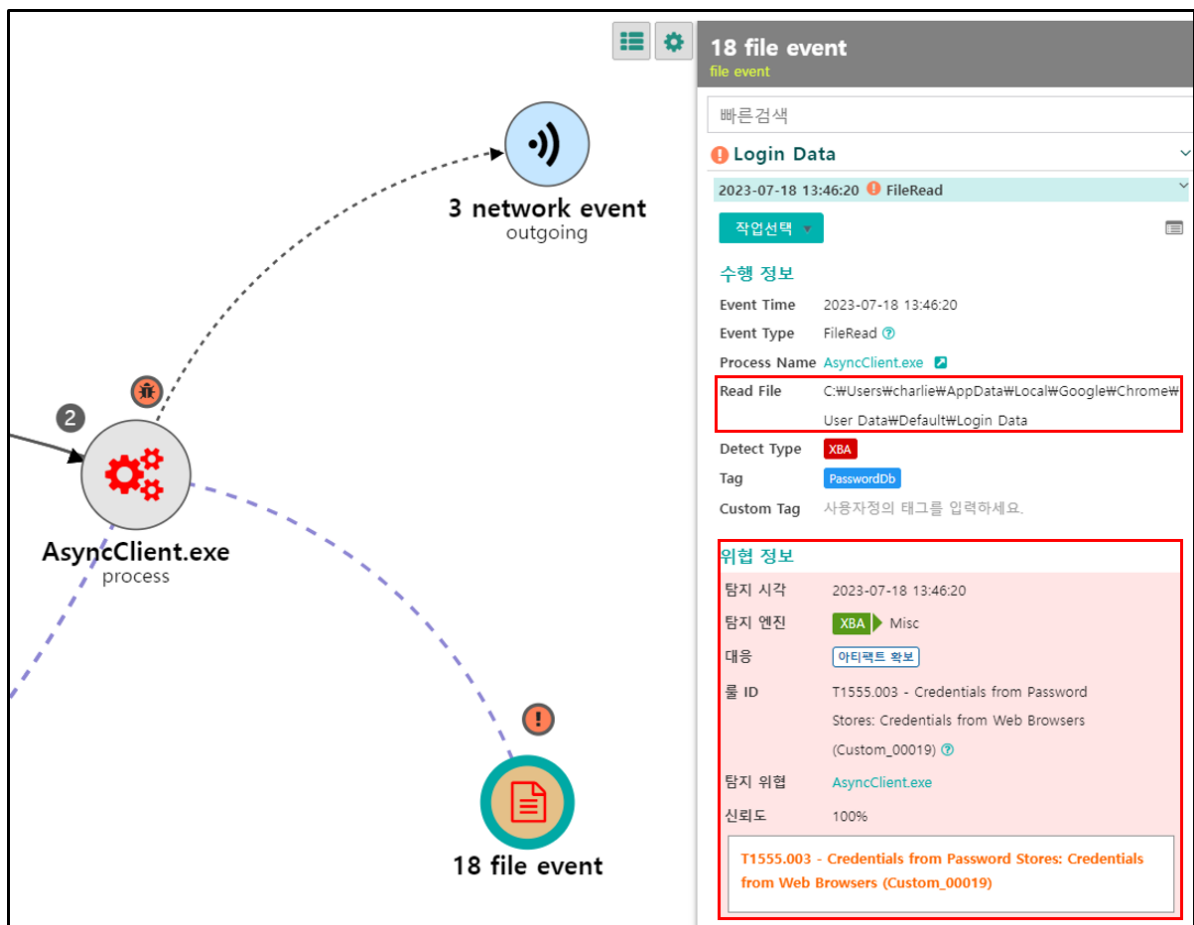 3 network event
outgoing
2
AsyncClient.exe
process
18 file event
18 file event
file event
빠른검색
Login Data
2023-07-18 13:46:20 FileRead
작업선택
수행 정보
Event Time 2023-07-18 13:46:20
Event Type FileRead
Process Name AsyncClient.exe
Read File C:₩Users₩charlie₩AppData₩Local₩Google₩Chrome₩
User Data₩Default₩Login Data
Detect Type XBA
Tag PasswordDb
Custom Tag 사용자정의 태그를 입력하세요.
위협 정보
탐지 시각 2023-07-18 13:46:20
탐지 엔진 XBA Misc
대응 아티팩트 확보
룰 ID T1555.003 - Credentials from Password
Stores: Credentials from Web Browsers
(Custom_00019)
탐지 위협 AsyncClient.exe
신뢰도 100%
T1555.003 - Credentials from Password Stores: Credentials
from Web Browsers (Custom_00019)